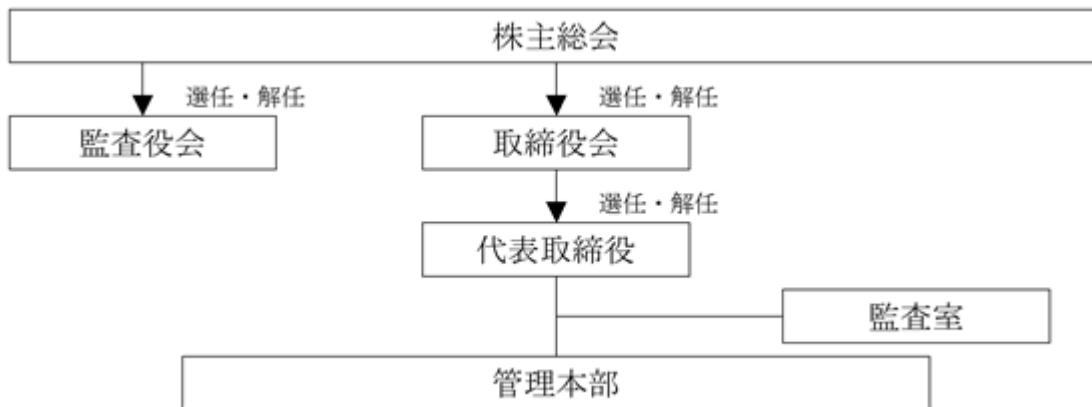 株主総会
選任・解任
選任・解任
監査役会
取締役会
選任・解任
代表取締役
監査室
管理本部